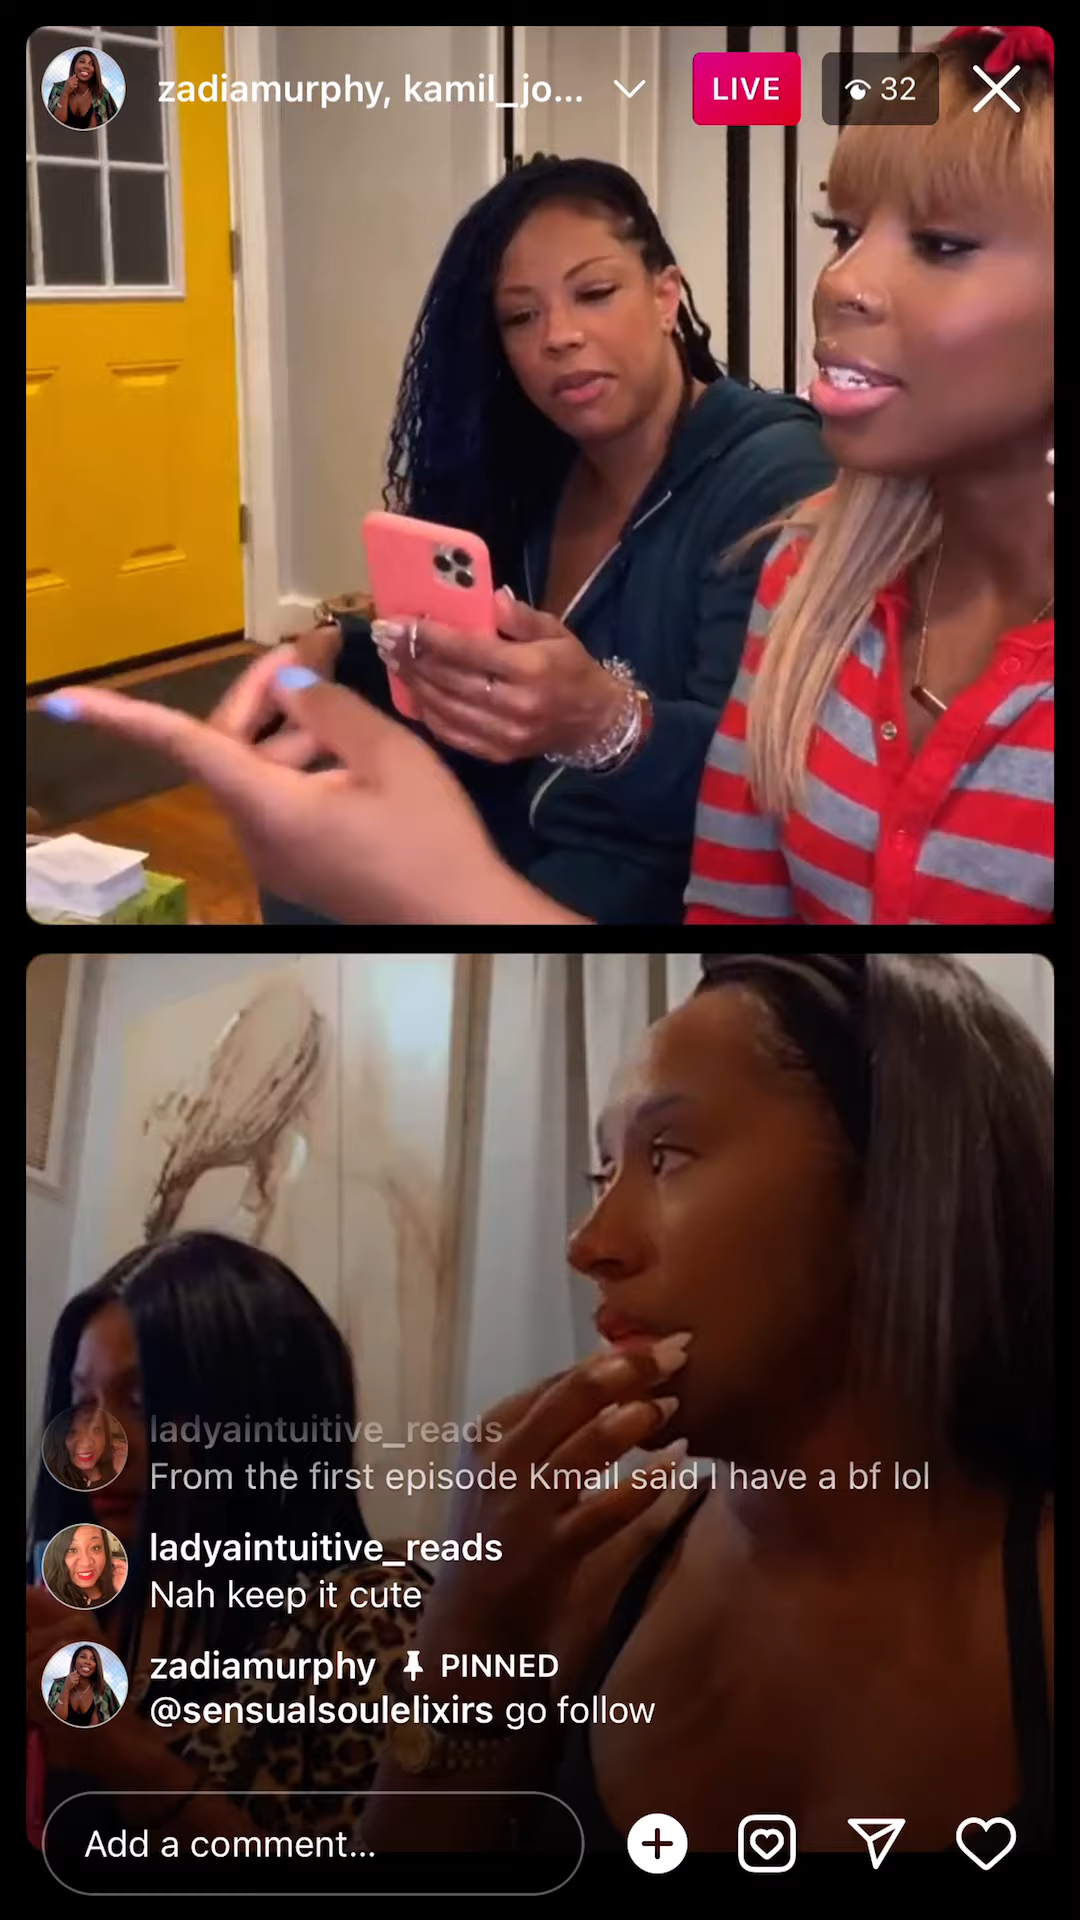 zadiamurphy, kamil_jo...
LIVE
32
ladyaintuitive_reads
From the first episode Kmail said I have a bf lol
ladyaintuitive_reads
Nah keep it cute
zadiamurphy PINNED
@sensualsoulelixirs go follow
Add a comment...